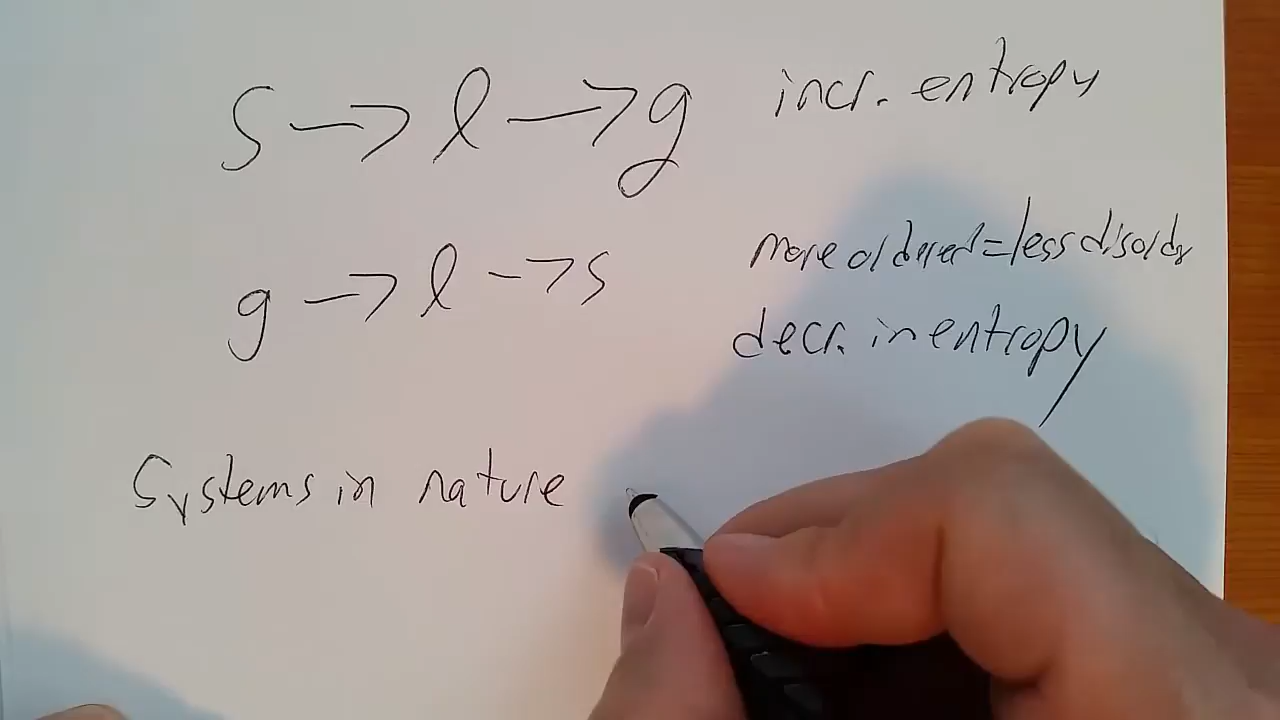 s → l → g incr. entropy
more ordered = less disorder
g → l → s
decr. in entropy
Systems in nature